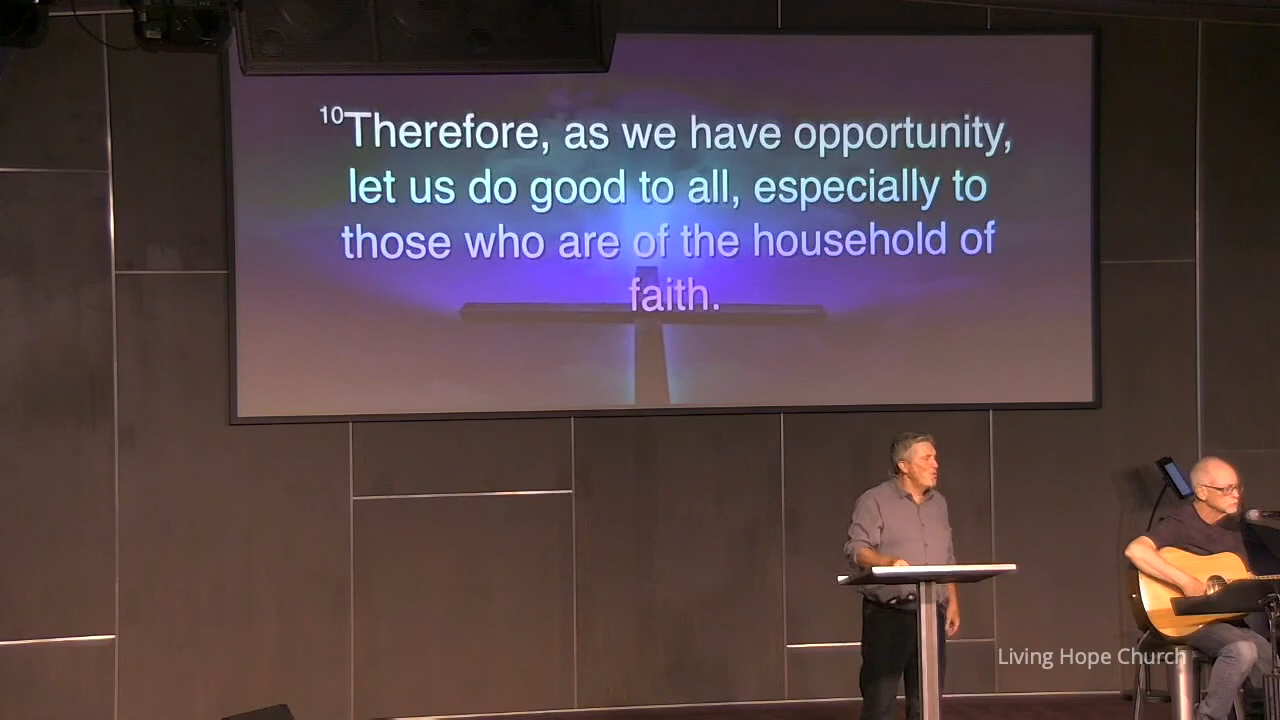 10Therefore, as we have opportunity,
let us do good to all, especially to
those who are of the household of
faith.
Living Hope Church